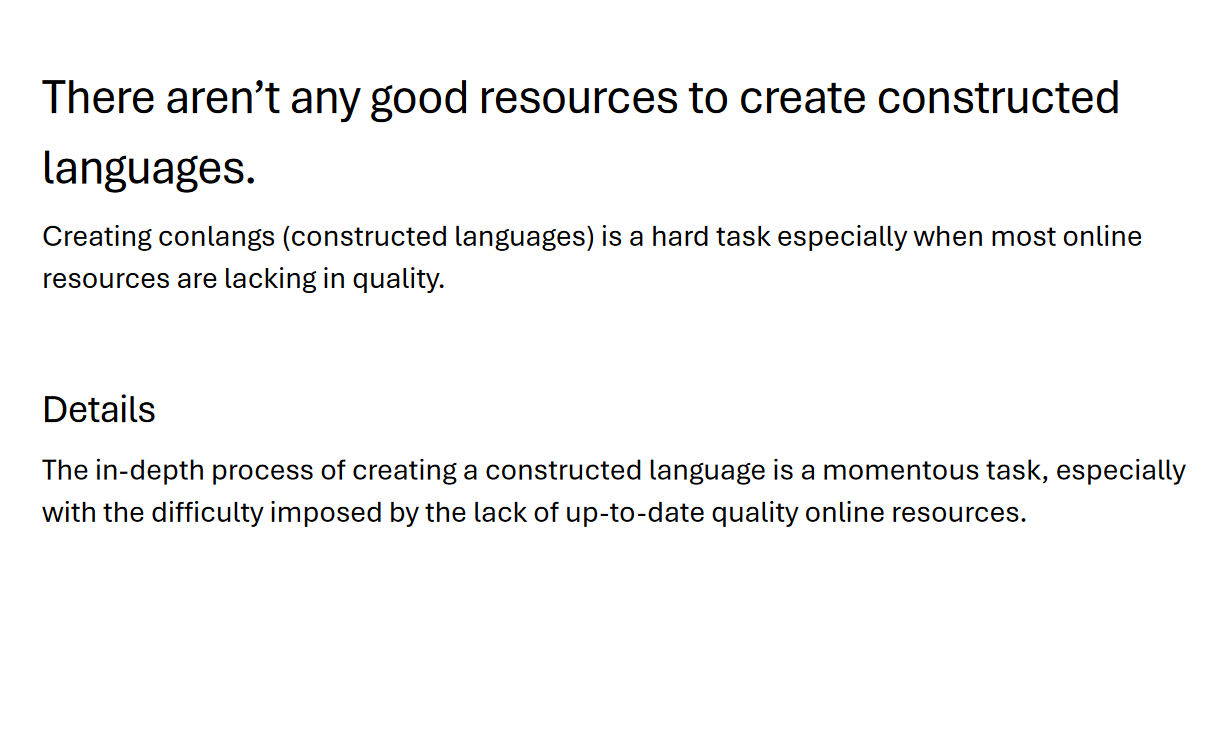 There aren’t any good resources to create constructed
languages.
Creating conlangs (constructed languages) is a hard task especially when most online
resources are lacking in quality.
Details
The in-depth process of creating a constructed language is a momentous task, especially
with the difficulty imposed by the lack of up-to-date quality online resources.